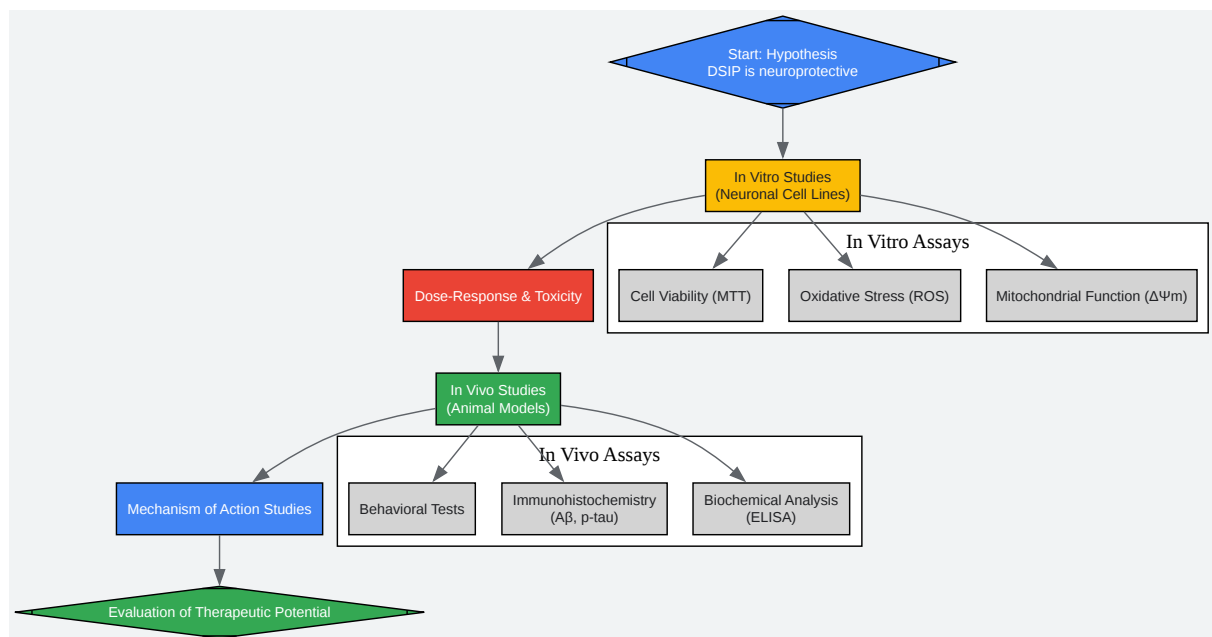 Start: Hypothesis
DSIP is neuroprotective
In Vitro Studies
(Neuronal Cell Lines)
In Vitro Assays
Dose-Response & Toxicity
Cell Viability (MTT)
Oxidative Stress (ROS)
Mitochondrial Function (ΔΨm)
In Vivo Studies
(Animal Models)
In Vivo Assays
Mechanism of Action Studies
Behavioral Tests
Immunohistochemistry
(Aβ, p-tau)
Biochemical Analysis
(ELISA)
Evaluation of Therapeutic Potential